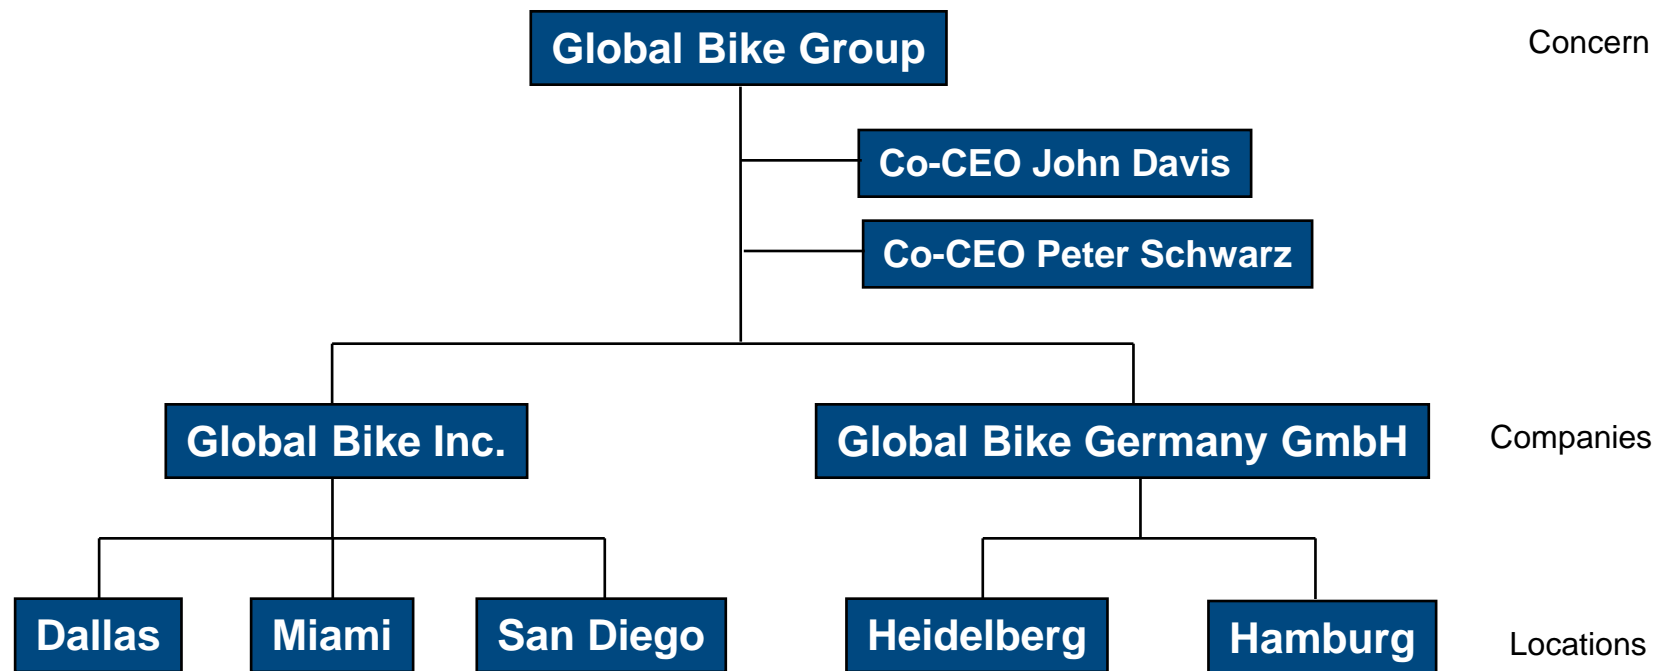 Global Bike Group
Concern
Co-CEO John Davis
Co-CEO Peter Schwarz
Global Bike Inc.
Global Bike Germany GmbH
Companies
Dallas
Miami
San Diego
Heidelberg
Hamburg
Locations